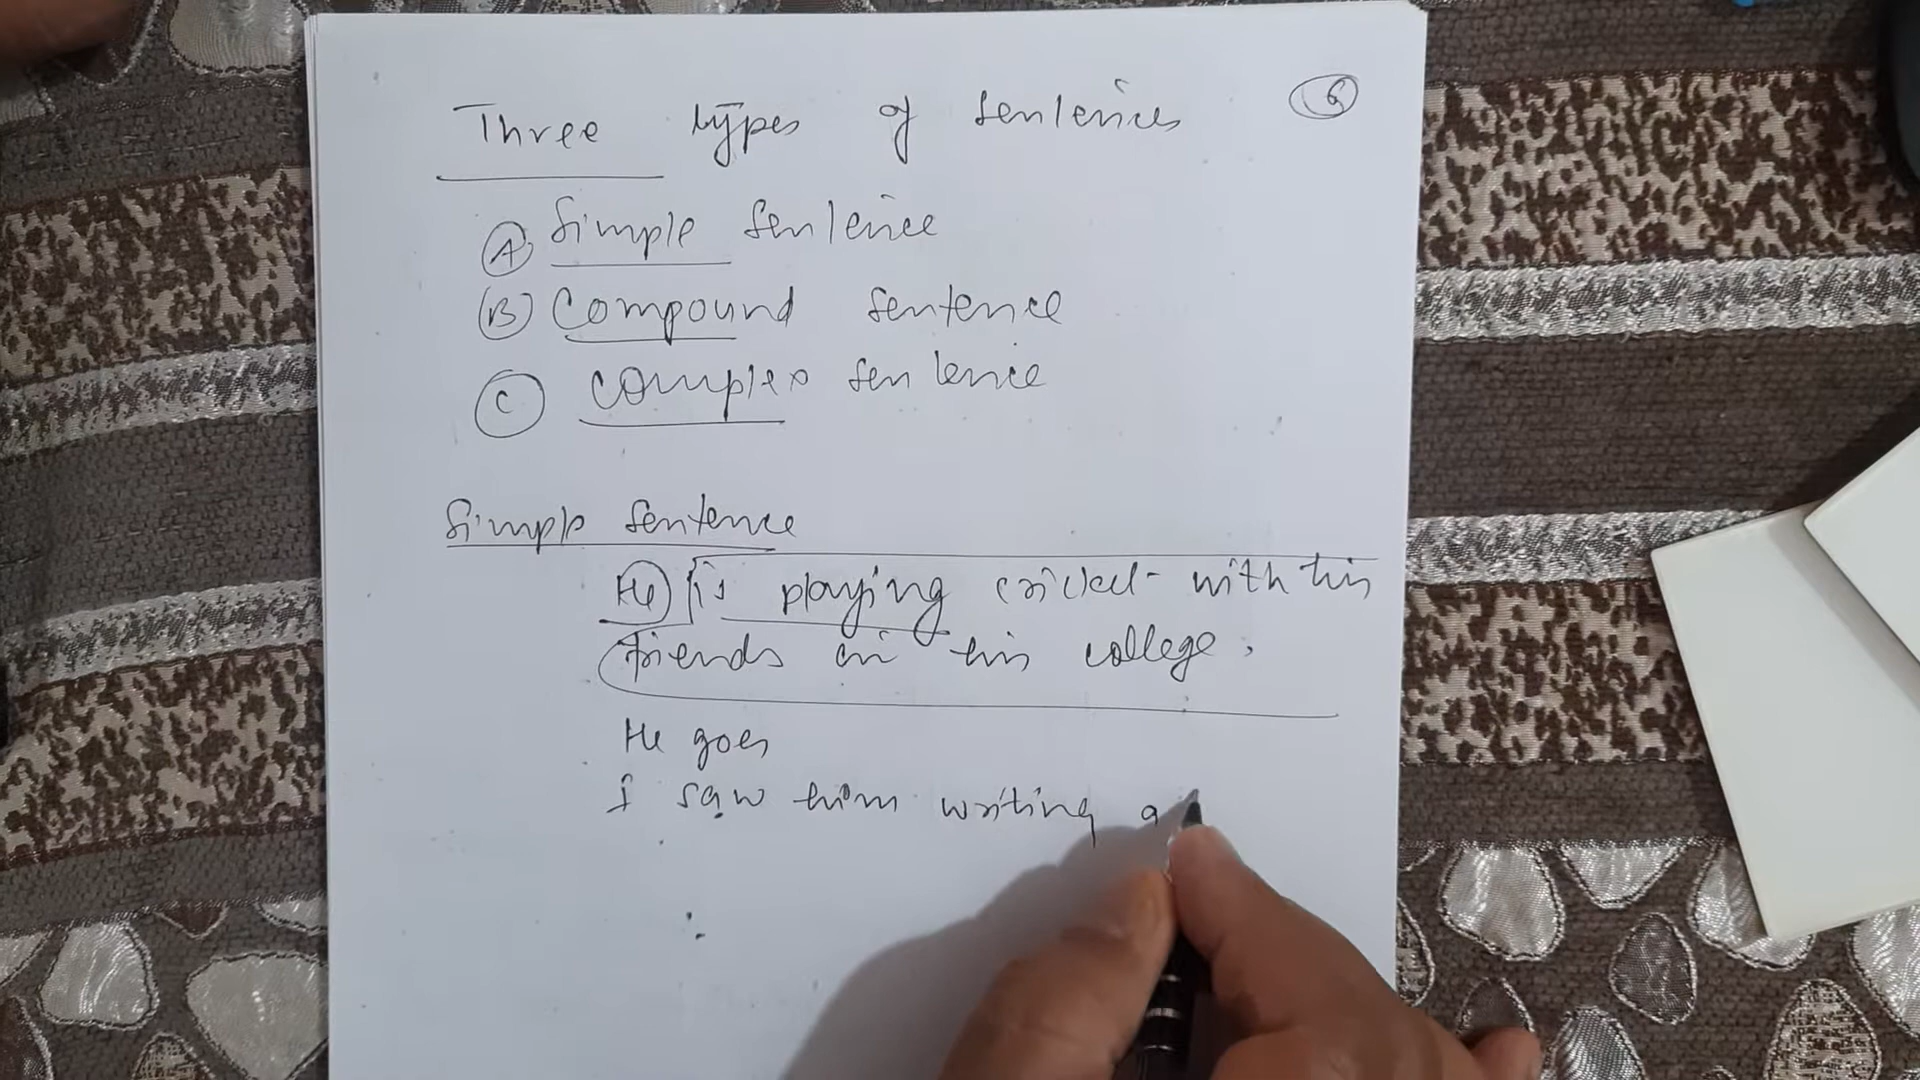 Three types of sentences
6
A Simple sentence
(B) Compound sentence
C complex sentence
Simple sentence
He is playing cricket with his
friends in his college.
He goes
I saw him writing a